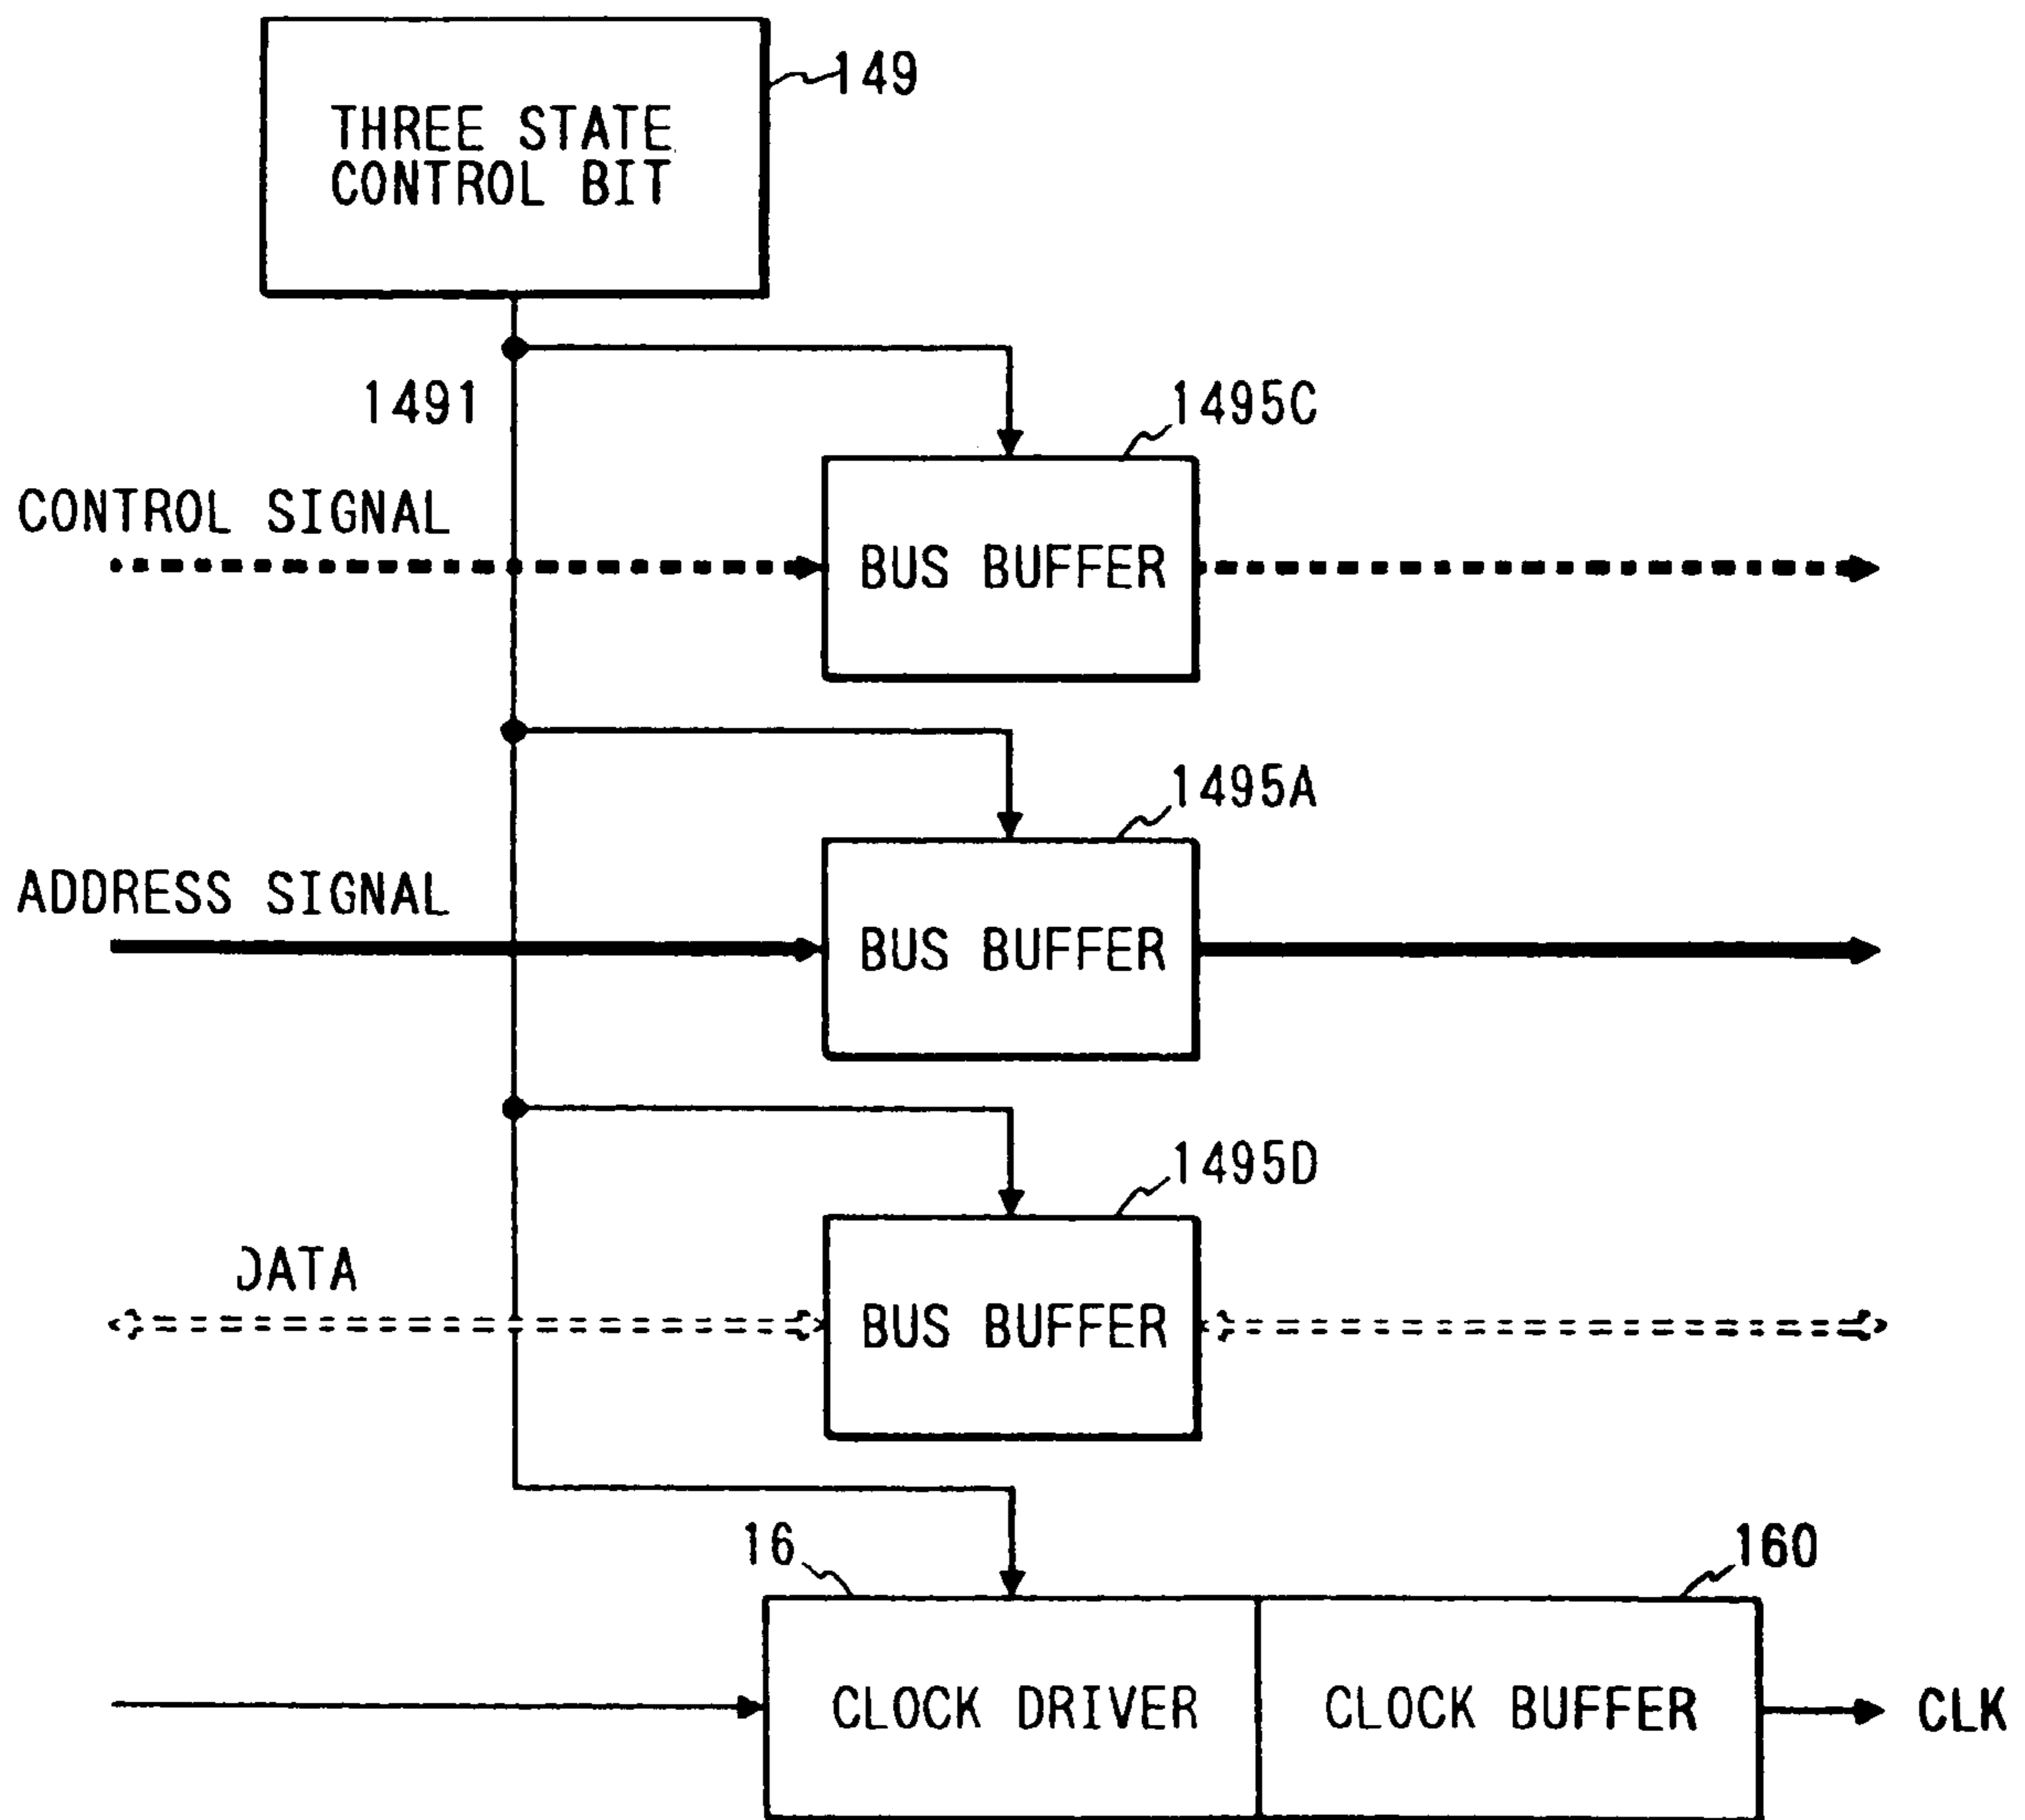 149
THREE STATE
CONTROL BIT
1491
1495C
CONTROL SIGNAL
BUS BUFFER
1495A
ADDRESS SIGNAL
BUS BUFFER
1495D
DATA
BUS BUFFER
16
160
CLOCK DRIVER
CLOCK BUFFER
CLK